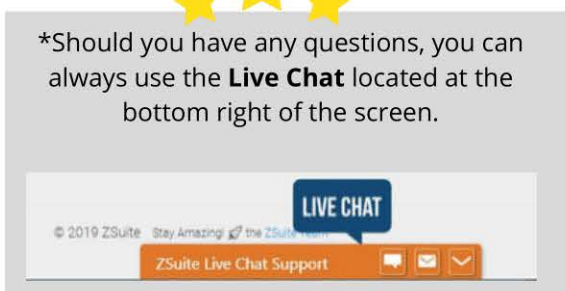 *Should you have any questions, you can
always use the Live Chat located at the
bottom right of the screen.
LIVE CHAT
© 2019 ZSuite Stay Amazing! the ZSuite Team
ZSuite Live Chat Support